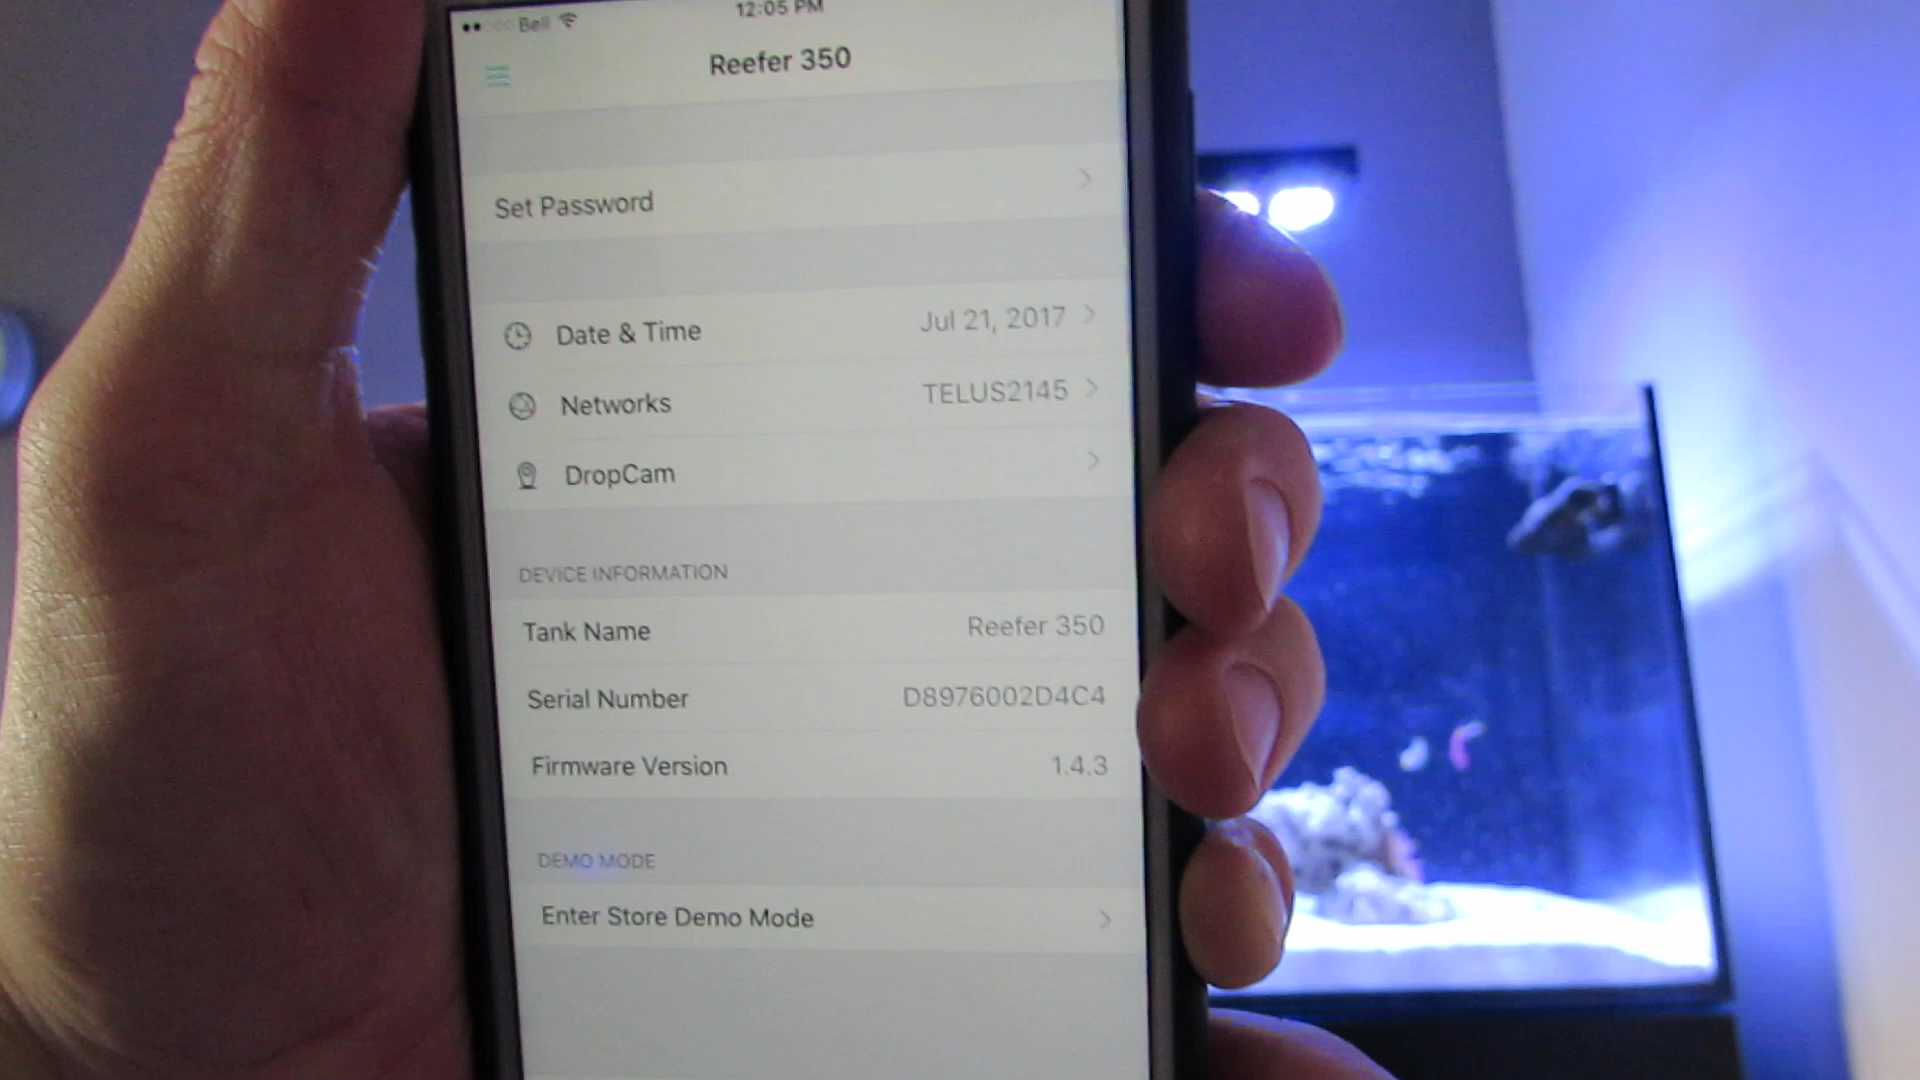 Bell 12:05 PM
Reefer 350
Set Password
Date & Time Jul 21, 2017
Networks TELUS2145
DropCam
DEVICE INFORMATION
Tank Name Reefer 350
Serial Number D8976002D4C4
Firmware Version 1.4.3
DEMO MODE
Enter Store Demo Mode